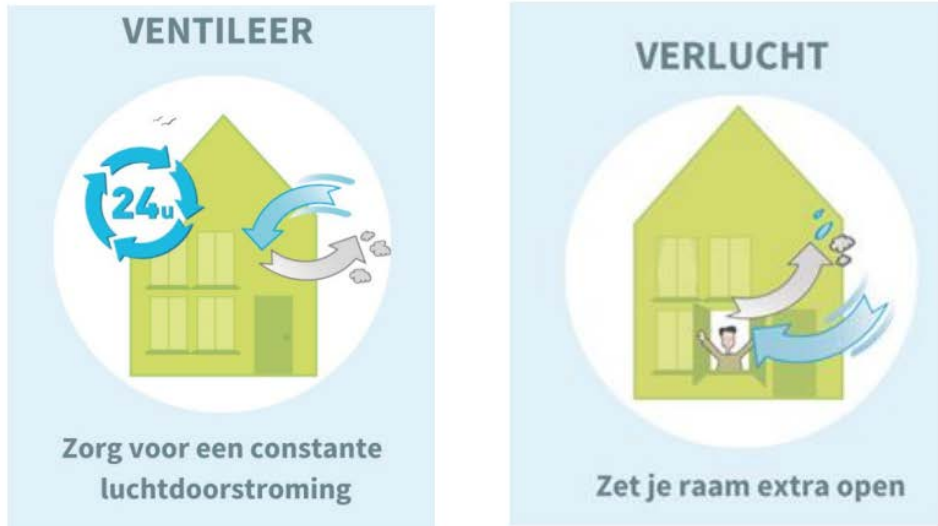 VENTILEER
24u
Zorg voor een constante
luchtdoorstroming
VERLUCHT
Zet je raam extra open